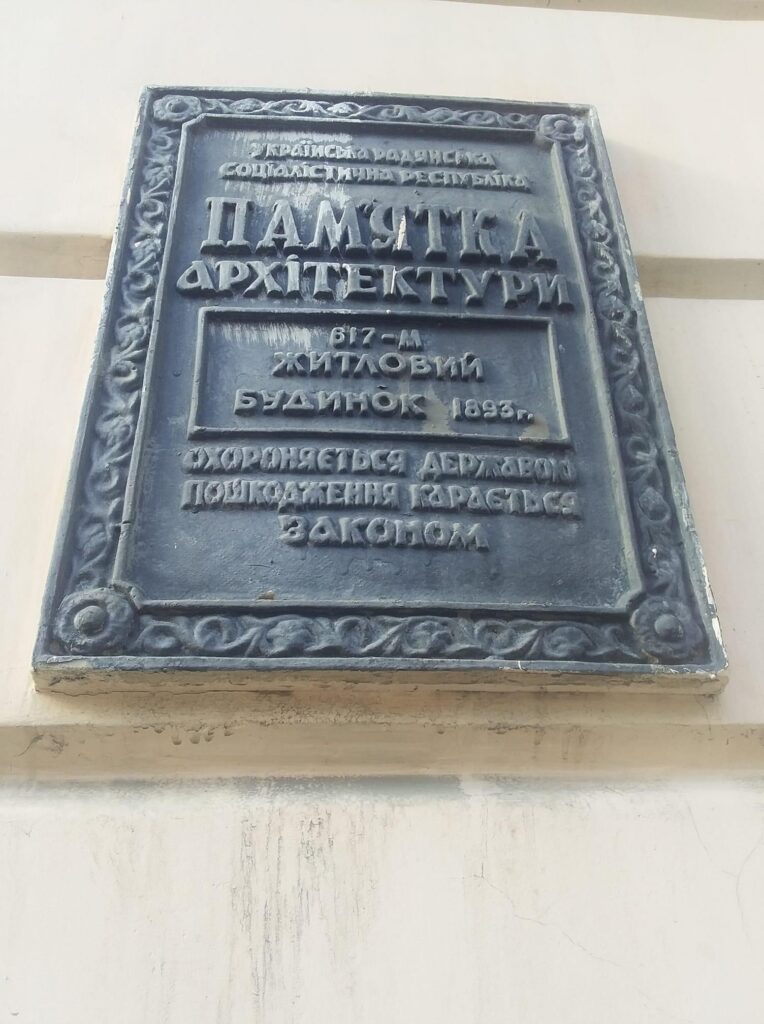 Українська Радянська
Соціалістична Республіка
ПАМ'ЯТКА
АРХІТЕКТУРИ
617-М
ЖИТЛОВИЙ
БУДИНОК 1893 г.
ОХОРОНЯЄТЬСЯ ДЕРЖАВОЮ
ПОШКОДЖЕННЯ КАРАЄТЬСЯ
ЗАКОНОМ